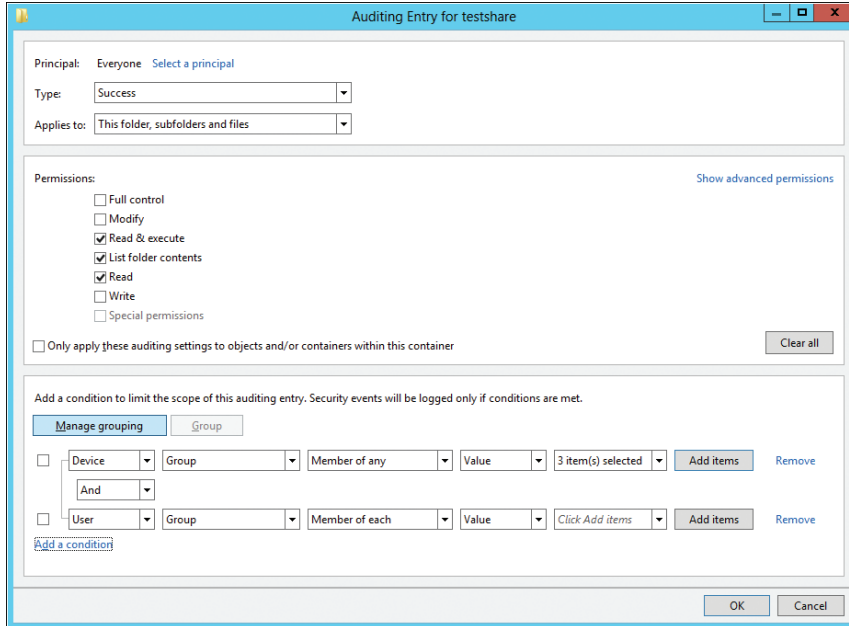 Auditing Entry for testshare
Principal: Everyone Select a principal
Type: Success
Applies to: This folder, subfolders and files
Permissions: Show advanced permissions
Full control
Modify
Read & execute
List folder contents
Read
Write
Special permissions
Only apply these auditing settings to objects and/or containers within this container Clear all
Add a condition to limit the scope of this auditing entry. Security events will be logged only if conditions are met.
Manage grouping Group
Device Group Member of any Value 3 item(s) selected Add items Remove
And
User Group Member of each Value Click Add items Add items Remove
Add a condition
OK Cancel